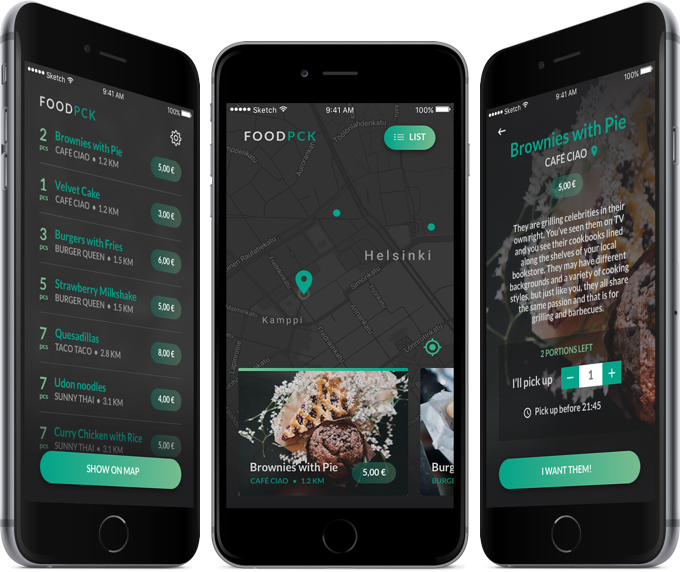 Sketch
9:41 AM
100%
FOODPCK
2 pcs
Brownies with Pie
CAFÉ CIAO • 1.2 KM
5,00 €
1 pcs
Velvet Cake
CAFÉ CIAO • 1.2 KM
3,00 €
3 pcs
Burgers with Fries
BURGER QUEEN • 1.5 KM
6,00 €
5 pcs
Strawberry Milkshake
BURGER QUEEN • 1.5 KM
5,00 €
7 pcs
Quesadillas
TACO TACO • 2.8 KM
8,00 €
7 pcs
Udon noodles
SUNNY THAI • 3.1 KM
4,00 €
7 pcs
Curry Chicken with Rice
SUNNY THAI • 3.1 KM
5,00 €
SHOW ON MAP
Sketch
9:41 AM
100%
FOODPCK
LIST
Helsinki
Kamppi
Brownies with Pie
CAFÉ CIAO • 1.2 KM
5,00 €
Burg
BURGE
Sketch
9:41 AM
100%
Brownies with Pie
CAFÉ CIAO
5,00 €
They are grilling celebrities in their
own right. You've seen them on TV
and you see their cookbooks lined
along the shelves of your local
bookstore. They may have different
backgrounds and a variety of cooking
styles, but just like you, they all share
the same passion and that is for
grilling and barbecues.
2 PORTIONS LEFT
I'll pick up
− 1 +
Pick up before 21:45
I WANT THEM!